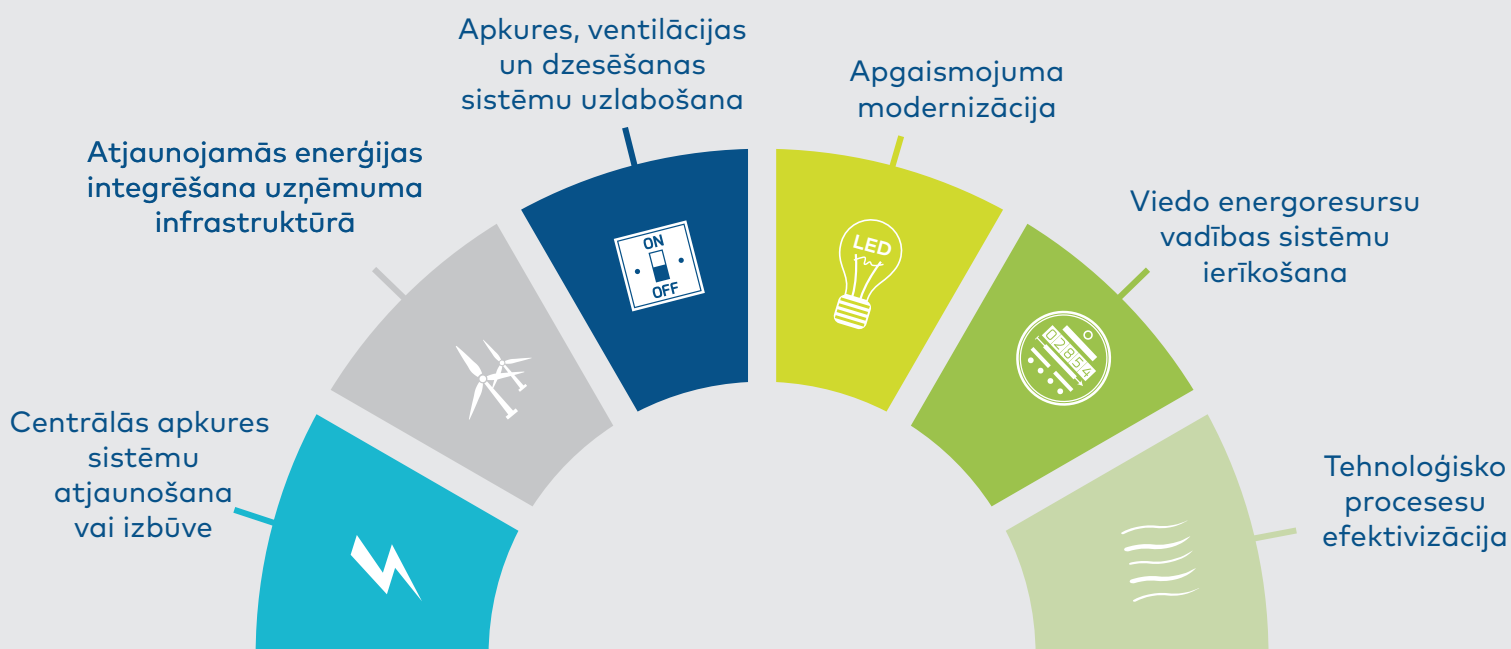 Apkures, ventilācijas
un dzesēšanas
sistēmu uzlabošana
Apgaismojuma
modernizācija
Atjaunojamās enerģijas
integrēšana uzņēmuma
infrastruktūrā
Viedo energoresursu
vadības sistēmu
ierīkošana
Centrālās apkures
sistēmu
atjaunošana
vai izbūve
Tehnoloģisko
procesesu
efektivizācija
ON
OFF
LED
02854